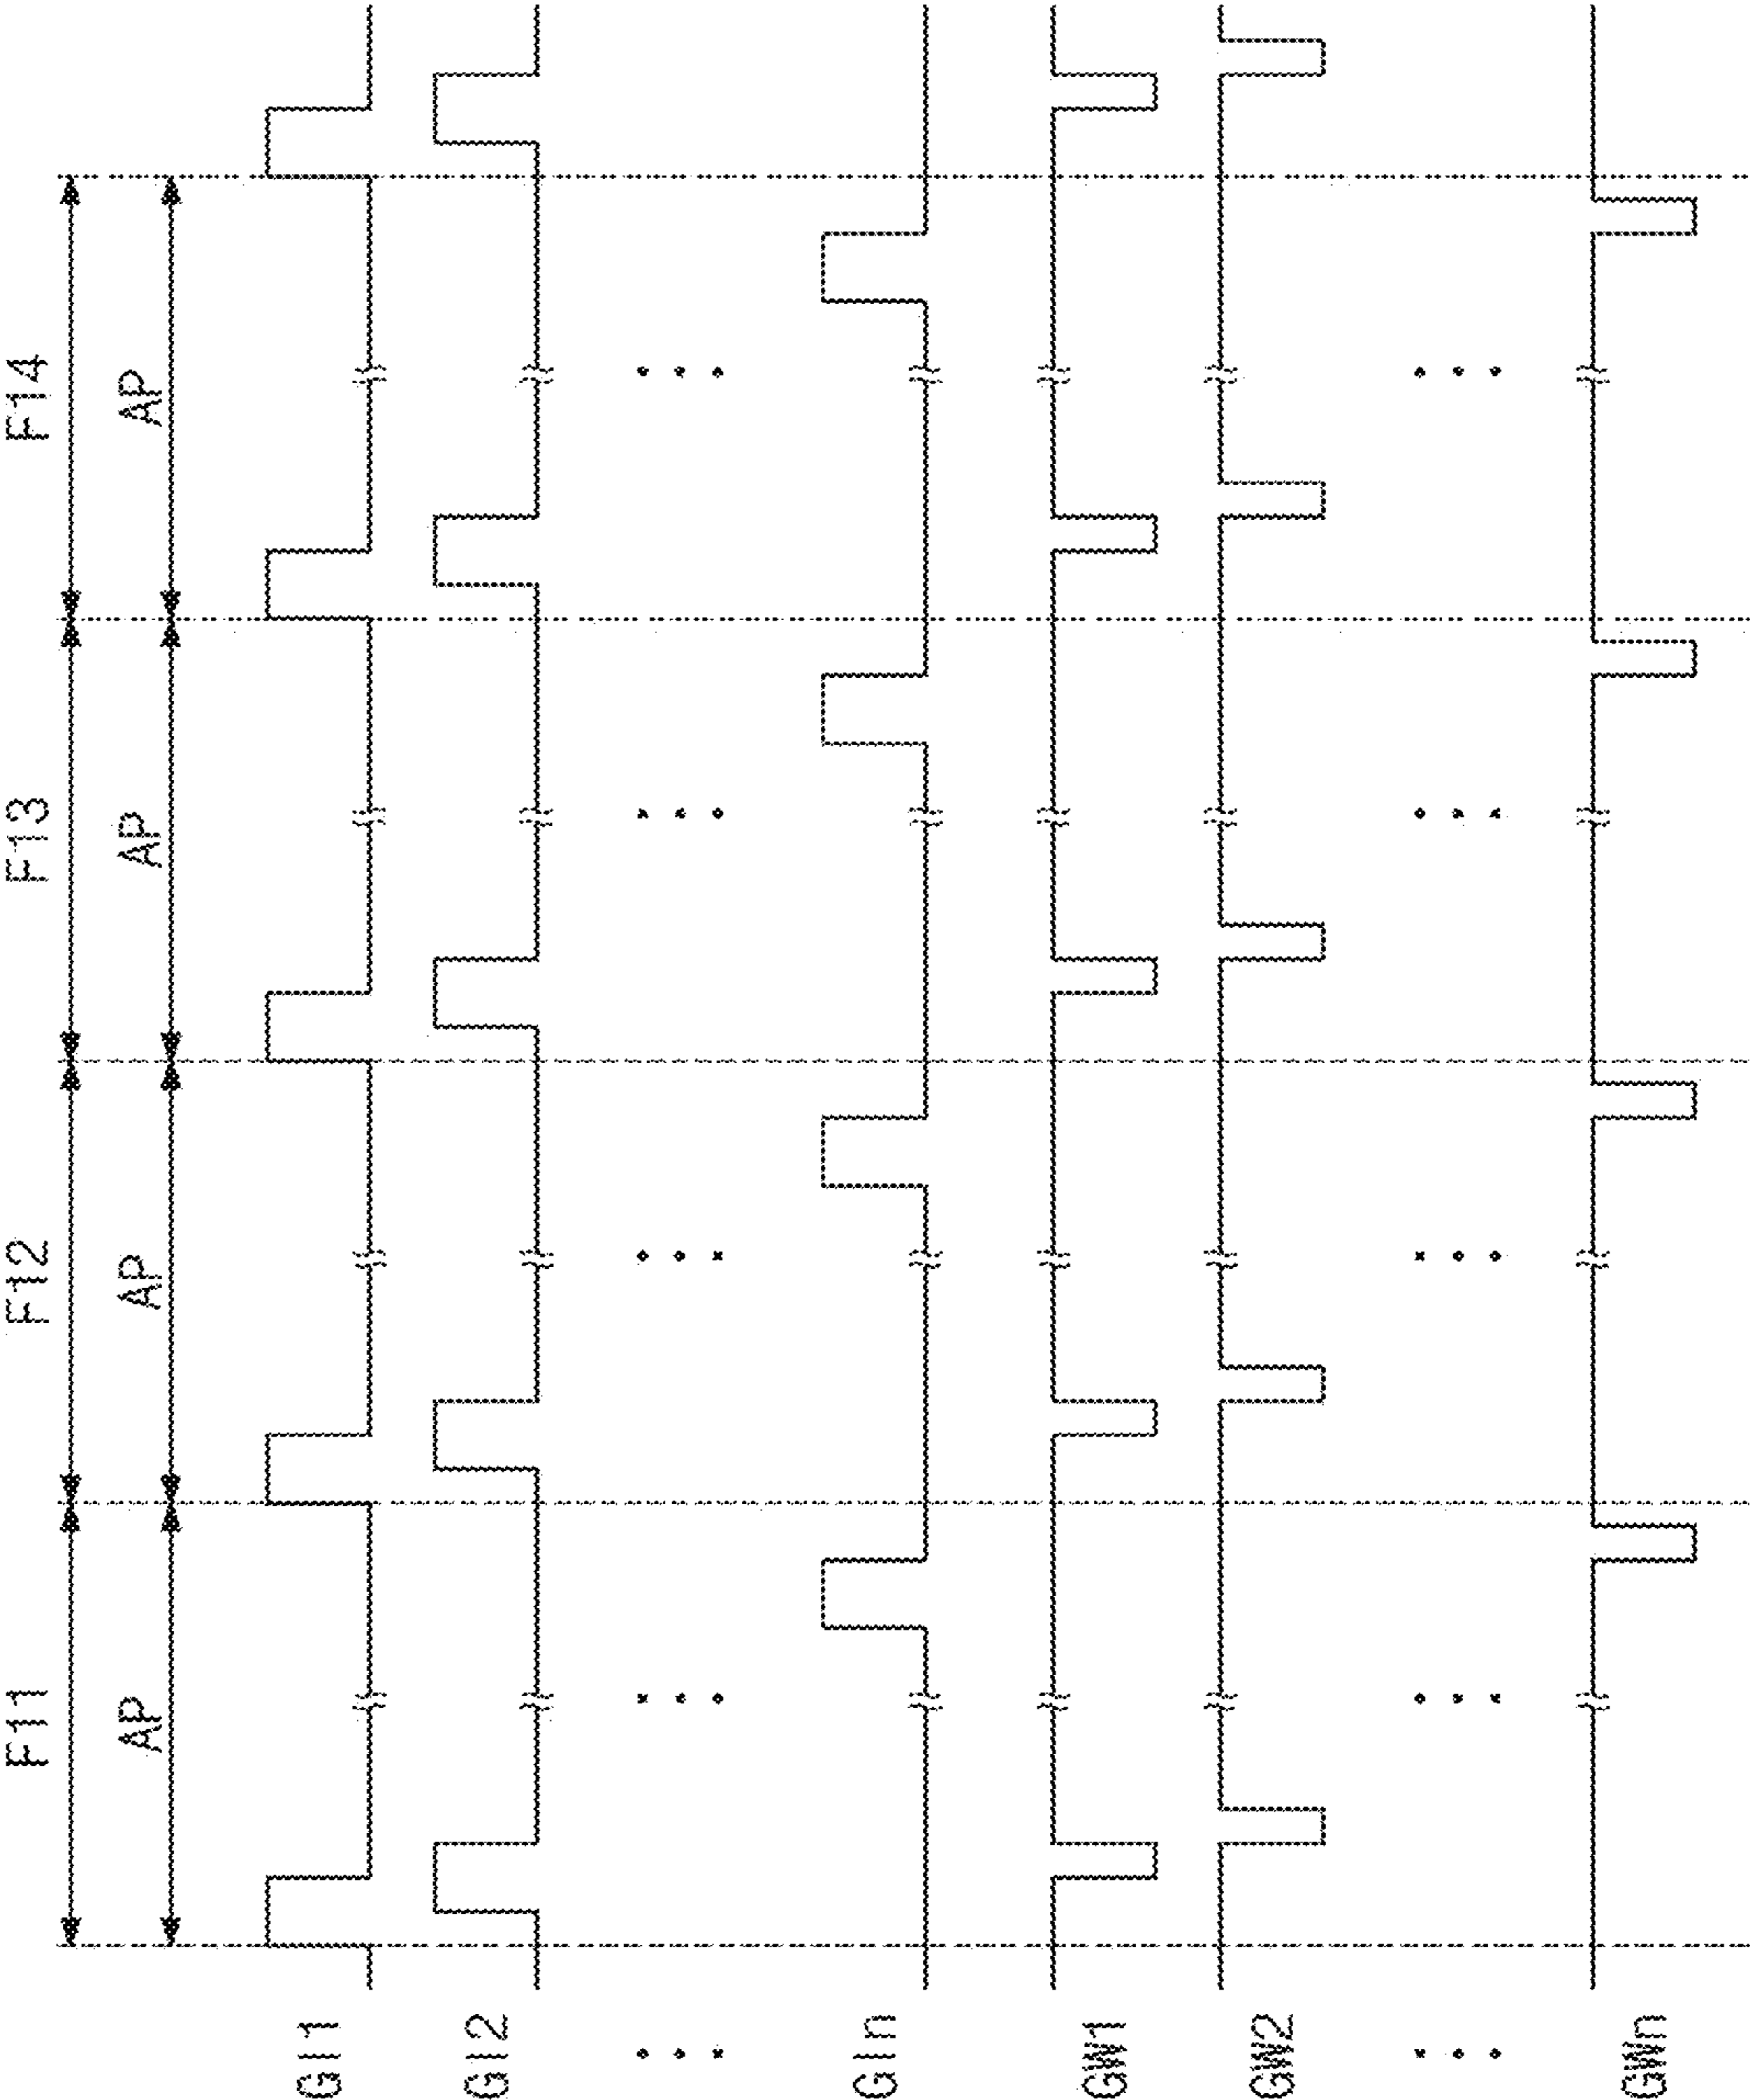 F11 F12 F13 F14
AP AP AP AP
GI1
GI2
GIn
GW1
GW2
GWn